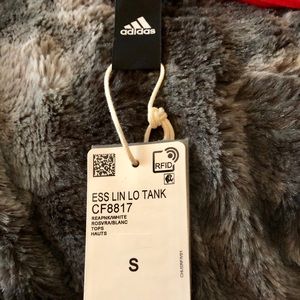 adidas
RFID
ESS LIN LO TANK
CF8817
REAPNK/WHITE
ROSVRA/BLANC
TOPS
HAUTS
S